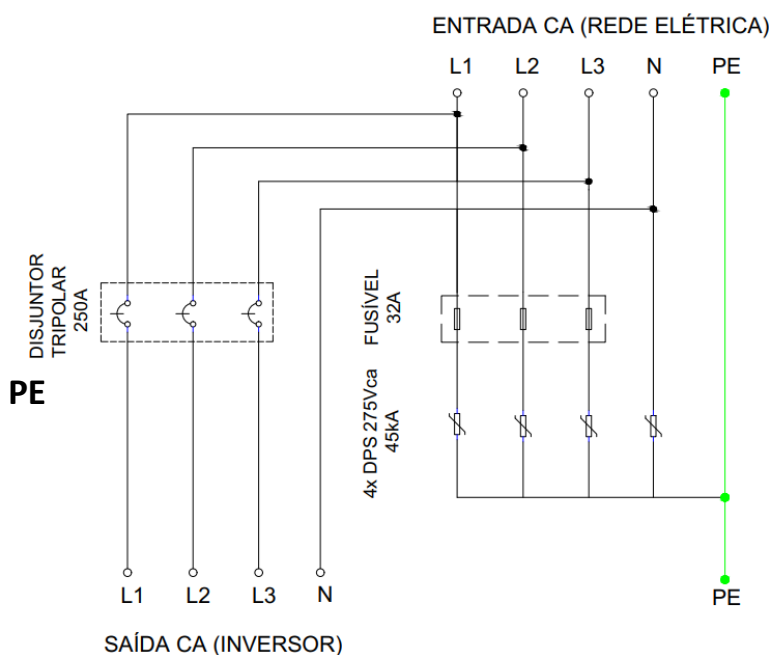 ENTRADA CA (REDE ELÉTRICA)
L1 L2 L3 N PE
DISJUNTOR
TRIPOLAR
250A
FUSÍVEL
32A
PE
4x DPS 275Vca
45kA
L1 L2 L3 N
PE
SAÍDA CA (INVERSOR)